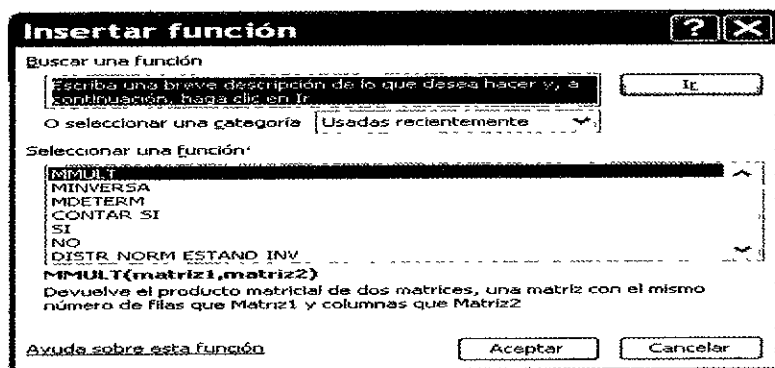 Insertar función
Buscar una función
Escriba una breve descripción de lo que desea hacer y, a
continuación, haga clic en Ir
Ir
O seleccionar una categoría Usadas recientemente
Seleccionar una función:
MMULT
MINVERSA
MDETERM
CONTAR SI
SI
NO
DISTR NORM ESTAND INV
MMULT(matriz1,matriz2)
Devuelve el producto matricial de dos matrices, una matriz con el mismo
número de filas que Matriz1 y columnas que Matriz2
Ayuda sobre esta función Aceptar Cancelar